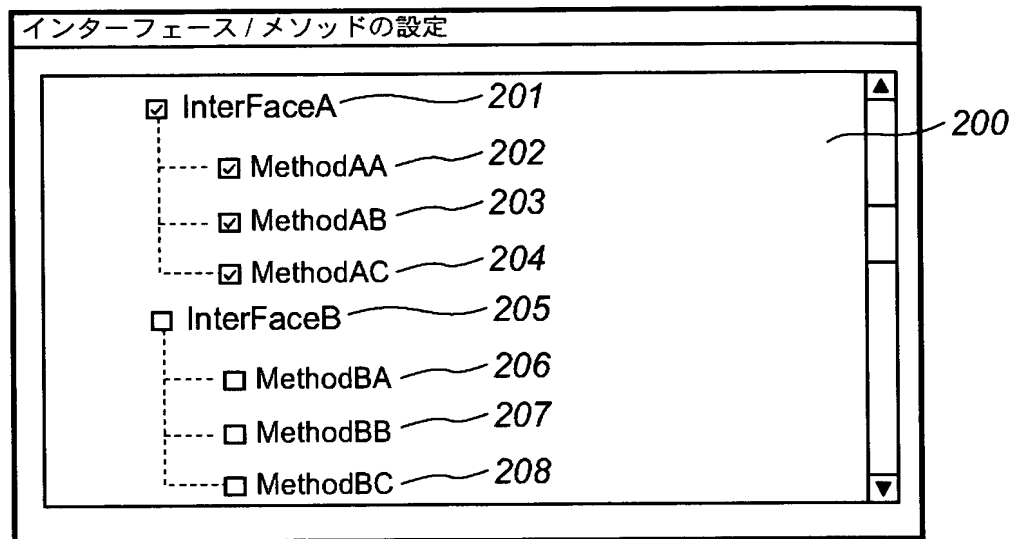 インターフェース / メソッドの設定
InterFaceA 201
200
MethodAA 202
MethodAB 203
MethodAC 204
InterFaceB 205
MethodBA 206
MethodBB 207
MethodBC 208